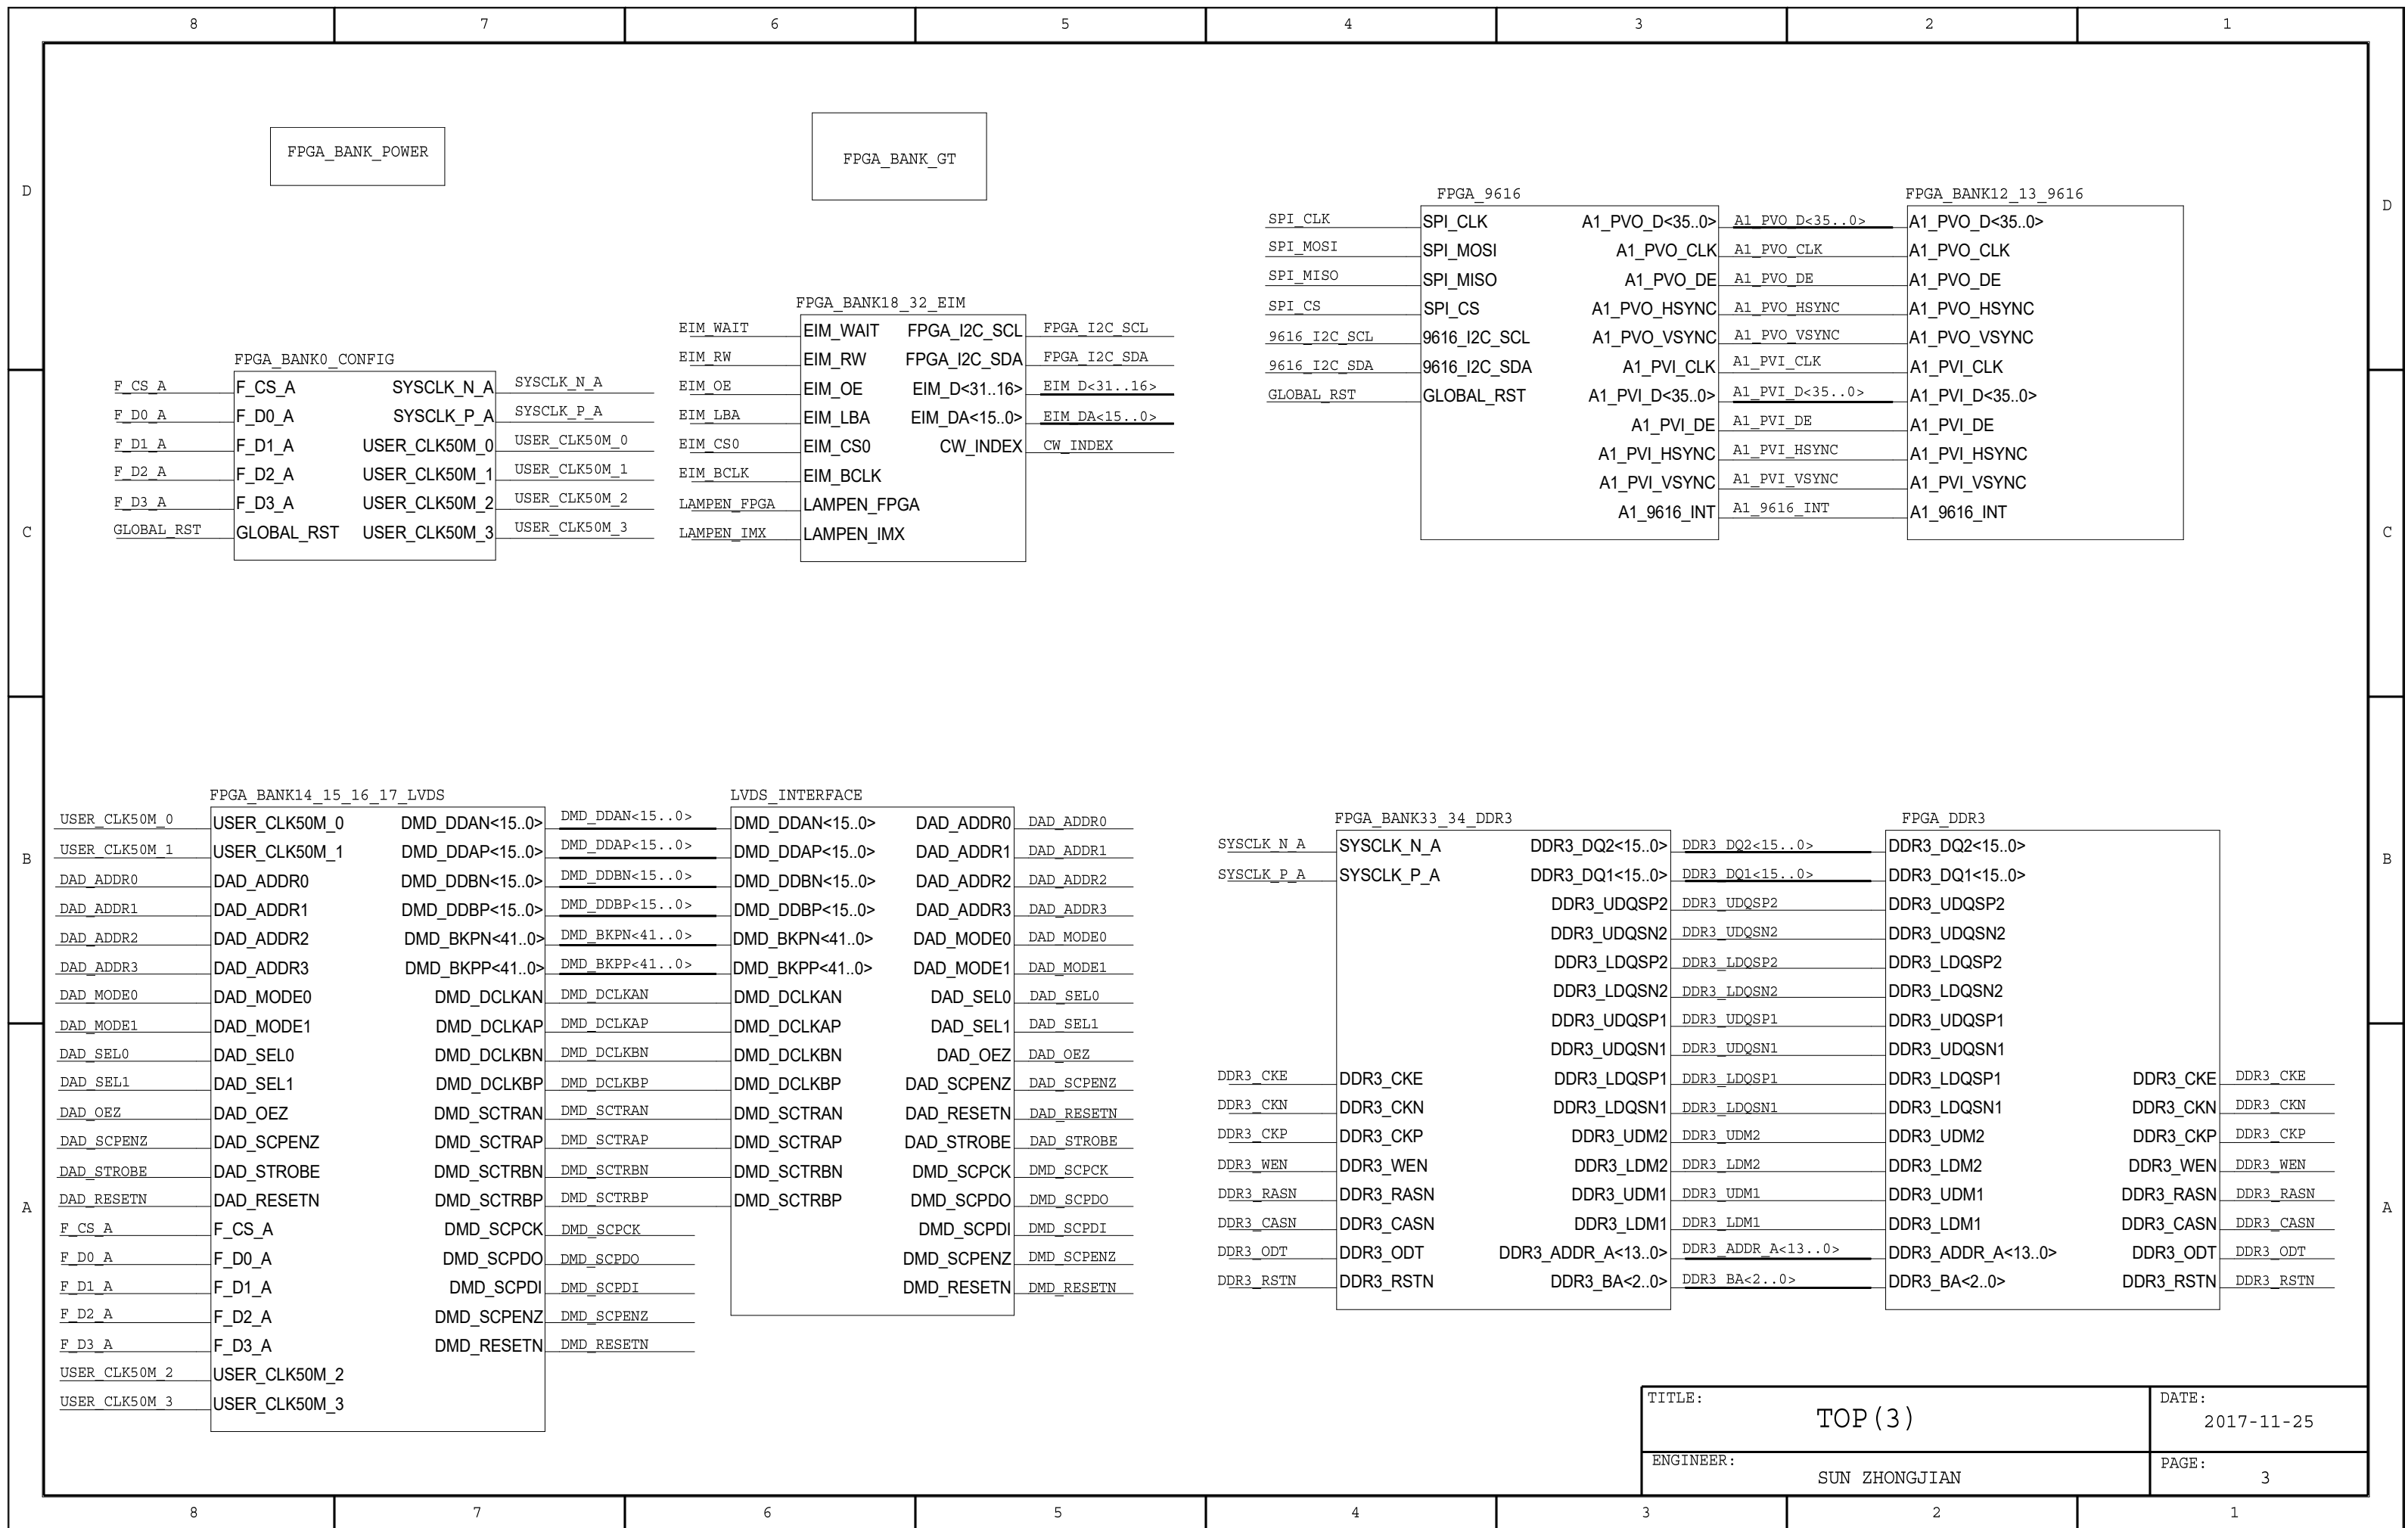 8 7 6 5 4 3 2 1
D
C
B
A
D
C
B
A
FPGA_BANK_POWER
FPGA_BANK_GT
FPGA_BANK0_CONFIG
F_CS_A F_CS_A SYSCLK_N_A SYSCLK_N_A
F_D0_A F_D0_A SYSCLK_P_A SYSCLK_P_A
F_D1_A F_D1_A USER_CLK50M_0 USER_CLK50M_0
F_D2_A F_D2_A USER_CLK50M_1 USER_CLK50M_1
F_D3_A F_D3_A USER_CLK50M_2 USER_CLK50M_2
GLOBAL_RST GLOBAL_RST USER_CLK50M_3 USER_CLK50M_3
FPGA_BANK18_32_EIM
EIM_WAIT EIM_WAIT FPGA_I2C_SCL FPGA_I2C_SCL
EIM_RW EIM_RW FPGA_I2C_SDA FPGA_I2C_SDA
EIM_OE EIM_OE EIM_D<31..16> EIM_D<31..16>
EIM_LBA EIM_LBA EIM_DA<15..0> EIM_DA<15..0>
EIM_CS0 EIM_CS0 CW_INDEX CW_INDEX
EIM_BCLK EIM_BCLK
LAMPEN_FPGA LAMPEN_FPGA
LAMPEN_IMX LAMPEN_IMX
FPGA_9616 FPGA_BANK12_13_9616
SPI_CLK SPI_CLK A1_PVO_D<35..0> A1_PVO_D<35..0> A1_PVO_D<35..0>
SPI_MOSI SPI_MOSI A1_PVO_CLK A1_PVO_CLK A1_PVO_CLK
SPI_MISO SPI_MISO A1_PVO_DE A1_PVO_DE A1_PVO_DE
SPI_CS SPI_CS A1_PVO_HSYNC A1_PVO_HSYNC A1_PVO_HSYNC
9616_I2C_SCL 9616_I2C_SCL A1_PVO_VSYNC A1_PVO_VSYNC A1_PVO_VSYNC
9616_I2C_SDA 9616_I2C_SDA A1_PVI_CLK A1_PVI_CLK A1_PVI_CLK
GLOBAL_RST GLOBAL_RST A1_PVI_D<35..0> A1_PVI_D<35..0> A1_PVI_D<35..0>
A1_PVI_DE A1_PVI_DE A1_PVI_DE
A1_PVI_HSYNC A1_PVI_HSYNC A1_PVI_HSYNC
A1_PVI_VSYNC A1_PVI_VSYNC A1_PVI_VSYNC
A1_9616_INT A1_9616_INT A1_9616_INT
FPGA_BANK14_15_16_17_LVDS LVDS_INTERFACE
USER_CLK50M_0 USER_CLK50M_0 DMD_DDAN<15..0> DMD_DDAN<15..0> DMD_DDAN<15..0> DAD_ADDR0 DAD_ADDR0
USER_CLK50M_1 USER_CLK50M_1 DMD_DDAP<15..0> DMD_DDAP<15..0> DMD_DDAP<15..0> DAD_ADDR1 DAD_ADDR1
DAD_ADDR0 DAD_ADDR0 DMD_DDBN<15..0> DMD_DDBN<15..0> DMD_DDBN<15..0> DAD_ADDR2 DAD_ADDR2
DAD_ADDR1 DAD_ADDR1 DMD_DDBP<15..0> DMD_DDBP<15..0> DMD_DDBP<15..0> DAD_ADDR3 DAD_ADDR3
DAD_ADDR2 DAD_ADDR2 DMD_BKPN<41..0> DMD_BKPN<41..0> DMD_BKPN<41..0> DAD_MODE0 DAD_MODE0
DAD_ADDR3 DAD_ADDR3 DMD_BKPP<41..0> DMD_BKPP<41..0> DMD_BKPP<41..0> DAD_MODE1 DAD_MODE1
DAD_MODE0 DAD_MODE0 DMD_DCLKAN DMD_DCLKAN DMD_DCLKAN DAD_SEL0 DAD_SEL0
DAD_MODE1 DAD_MODE1 DMD_DCLKAP DMD_DCLKAP DMD_DCLKAP DAD_SEL1 DAD_SEL1
DAD_SEL0 DAD_SEL0 DMD_DCLKBN DMD_DCLKBN DMD_DCLKBN DAD_OEZ DAD_OEZ
DAD_SEL1 DAD_SEL1 DMD_DCLKBP DMD_DCLKBP DMD_DCLKBP DAD_SCPENZ DAD_SCPENZ
DAD_OEZ DAD_OEZ DMD_SCTRAN DMD_SCTRAN DMD_SCTRAN DAD_RESETN DAD_RESETN
DAD_SCPENZ DAD_SCPENZ DMD_SCTRAP DMD_SCTRAP DMD_SCTRAP DAD_STROBE DAD_STROBE
DAD_STROBE DAD_STROBE DMD_SCTRBN DMD_SCTRBN DMD_SCTRBN DMD_SCPCK DMD_SCPCK
DAD_RESETN DAD_RESETN DMD_SCTRBP DMD_SCTRBP DMD_SCTRBP DMD_SCPDO DMD_SCPDO
F_CS_A F_CS_A DMD_SCPCK DMD_SCPCK DMD_SCPDI DMD_SCPDI
F_D0_A F_D0_A DMD_SCPDO DMD_SCPDO DMD_SCPENZ DMD_SCPENZ
F_D1_A F_D1_A DMD_SCPDI DMD_SCPDI DMD_RESETN DMD_RESETN
F_D2_A F_D2_A DMD_SCPENZ DMD_SCPENZ
F_D3_A F_D3_A DMD_RESETN DMD_RESETN
USER_CLK50M_2 USER_CLK50M_2
USER_CLK50M_3 USER_CLK50M_3
FPGA_BANK33_34_DDR3 FPGA_DDR3
SYSCLK_N_A SYSCLK_N_A DDR3_DQ2<15..0> DDR3_DQ2<15..0> DDR3_DQ2<15..0>
SYSCLK_P_A SYSCLK_P_A DDR3_DQ1<15..0> DDR3_DQ1<15..0> DDR3_DQ1<15..0>
DDR3_UDQSP2 DDR3_UDQSP2 DDR3_UDQSP2
DDR3_UDQSN2 DDR3_UDQSN2 DDR3_UDQSN2
DDR3_LDQSP2 DDR3_LDQSP2 DDR3_LDQSP2
DDR3_LDQSN2 DDR3_LDQSN2 DDR3_LDQSN2
DDR3_UDQSP1 DDR3_UDQSP1 DDR3_UDQSP1
DDR3_UDQSN1 DDR3_UDQSN1 DDR3_UDQSN1
DDR3_CKE DDR3_CKE DDR3_LDQSP1 DDR3_LDQSP1 DDR3_LDQSP1 DDR3_CKE DDR3_CKE
DDR3_CKN DDR3_CKN DDR3_LDQSN1 DDR3_LDQSN1 DDR3_LDQSN1 DDR3_CKN DDR3_CKN
DDR3_CKP DDR3_CKP DDR3_UDM2 DDR3_UDM2 DDR3_UDM2 DDR3_CKP DDR3_CKP
DDR3_WEN DDR3_WEN DDR3_LDM2 DDR3_LDM2 DDR3_LDM2 DDR3_WEN DDR3_WEN
DDR3_RASN DDR3_RASN DDR3_UDM1 DDR3_UDM1 DDR3_UDM1 DDR3_RASN DDR3_RASN
DDR3_CASN DDR3_CASN DDR3_LDM1 DDR3_LDM1 DDR3_LDM1 DDR3_CASN DDR3_CASN
DDR3_ODT DDR3_ODT DDR3_ADDR_A<13..0> DDR3_ADDR_A<13..0> DDR3_ADDR_A<13..0> DDR3_ODT DDR3_ODT
DDR3_RSTN DDR3_RSTN DDR3_BA<2..0> DDR3_BA<2..0> DDR3_BA<2..0> DDR3_RSTN DDR3_RSTN
TITLE: DATE:
TOP(3) 2017-11-25
ENGINEER: PAGE:
SUN ZHONGJIAN 3
8 7 6 5 4 3 2 1